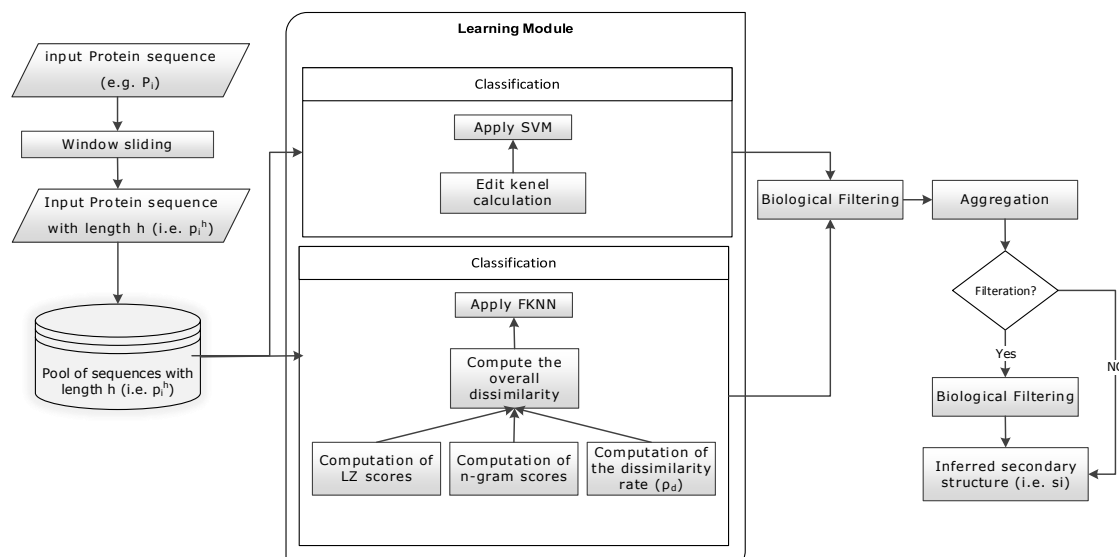 Learning Module
input Protein sequence
(e.g. Pi)
Window sliding
Input Protein sequence
with length h (i.e. pi^h)
Pool of sequences with
length h (i.e. pi^h)
Classification
Apply SVM
Edit kenel
calculation
Classification
Apply FKNN
Compute the
overall
dissimilarity
Computation of
LZ scores
Computation of
n-gram scores
Computation of
the dissimilarity
rate (ρd)
Biological Filtering
Aggregation
Filteration?
Yes
NO
Biological Filtering
Inferred secondary
structure (i.e. si)